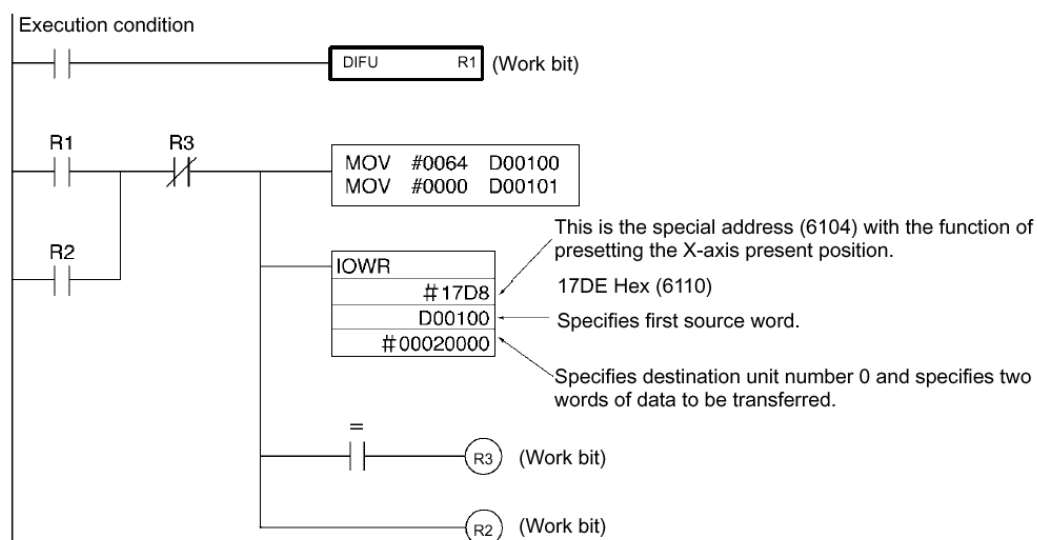 Execution condition
DIFU R1 (Work bit)
R1 R3
MOV #0064 D00100
MOV #0000 D00101
This is the special address (6104) with the function of
presetting the X-axis present position.
R2
IOWR
#17D8
17DE Hex (6110)
D00100
Specifies first source word.
#00020000
Specifies destination unit number 0 and specifies two
words of data to be transferred.
=
R3 (Work bit)
R2 (Work bit)